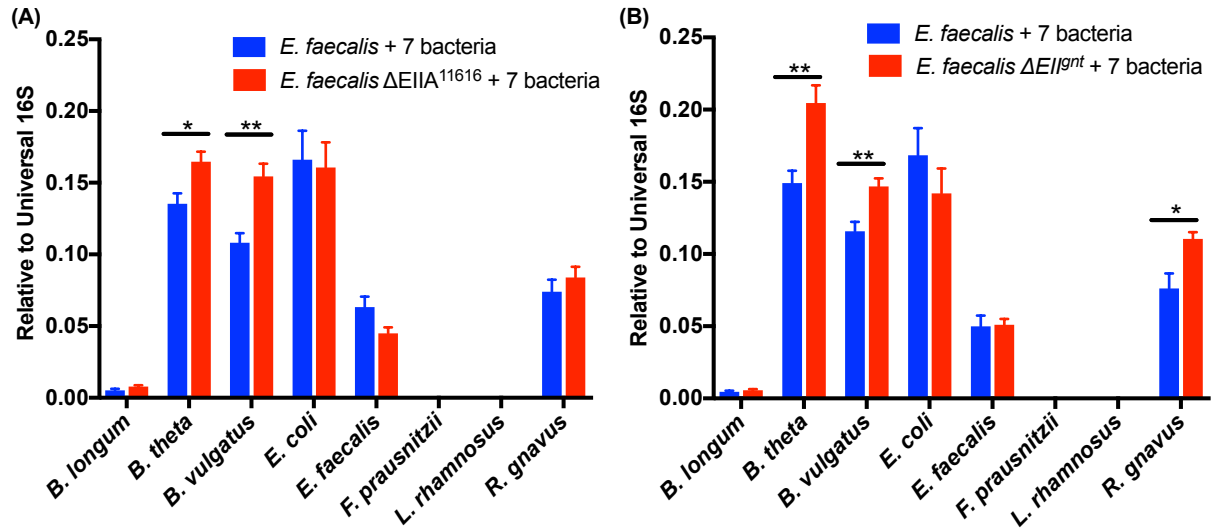 (A)
E. faecalis + 7 bacteria
E. faecalis ΔEIIA¹¹⁶¹⁶ + 7 bacteria
Relative to Universal 16S
0.25
0.20
0.15
0.10
0.05
0.00
*
**
B. longum
B. theta
B. vulgatus
E. coli
E. faecalis
F. prausnitzii
L. rhamnosus
R. gnavus
(B)
E. faecalis + 7 bacteria
E. faecalis ΔEIIᵍⁿᵗ + 7 bacteria
Relative to Universal 16S
0.25
0.20
0.15
0.10
0.05
0.00
**
**
*
B. longum
B. theta
B. vulgatus
E. coli
E. faecalis
F. prausnitzii
L. rhamnosus
R. gnavus